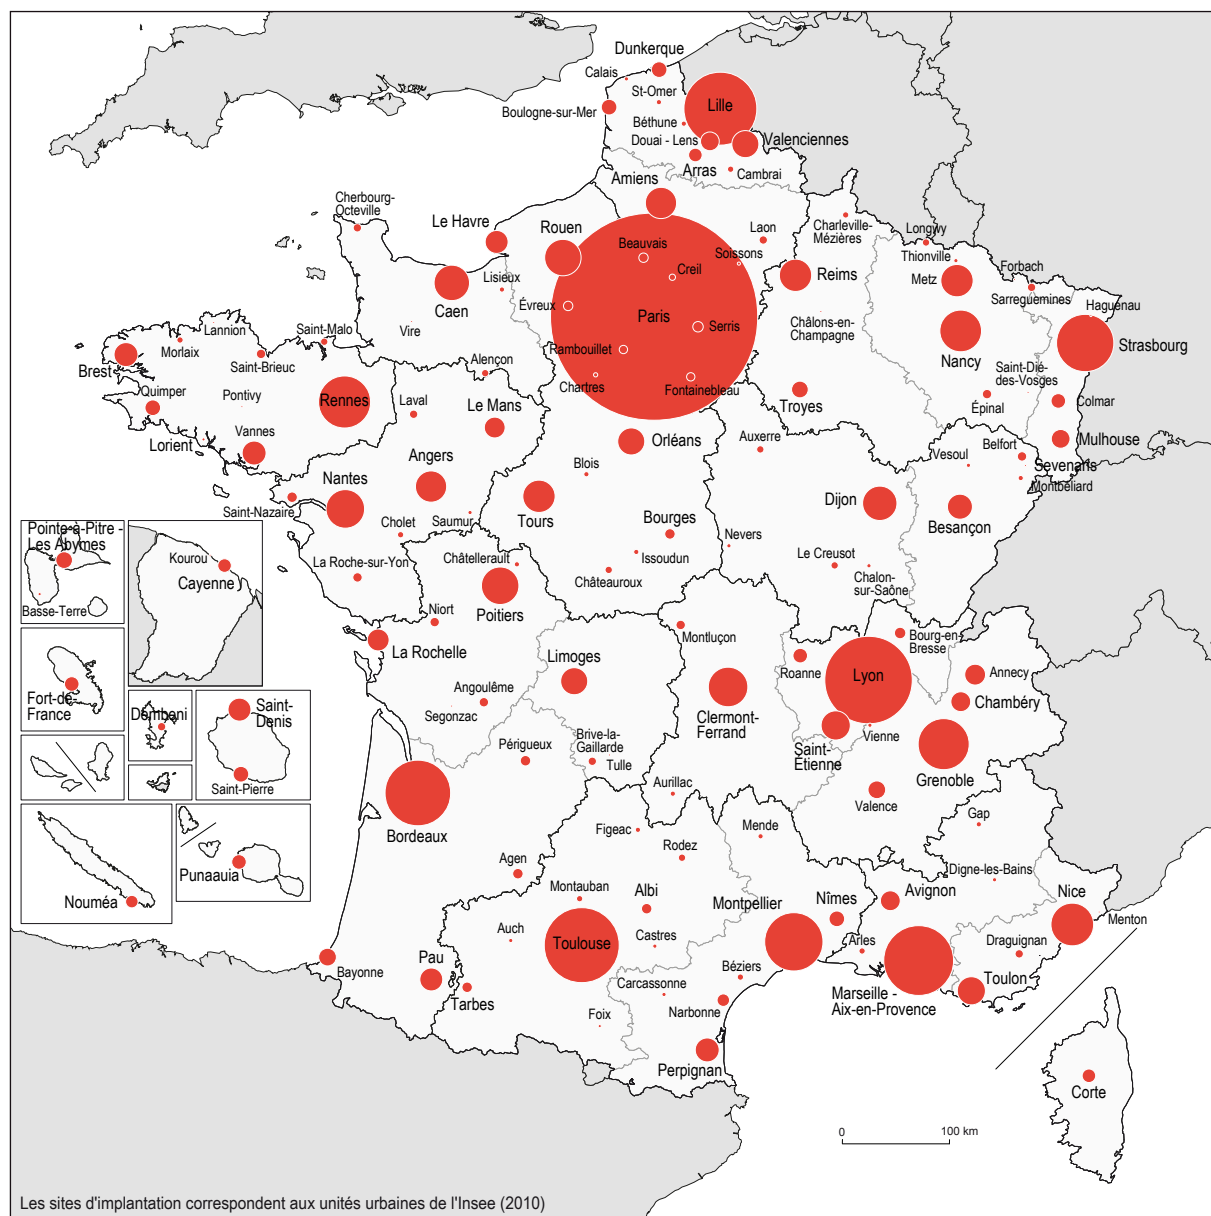 Dunkerque
Calais
St-Omer
Boulogne-sur-Mer
Lille
Béthune
Douai - Lens
Valenciennes
Arras
Cambrai
Amiens
Cherbourg-
Octeville
Le Havre
Rouen
Beauvais
Laon
Soissons
Charleville-
Mézières
Longwy
Thionville
Metz
Forbach
Sarreguemines
Haguenau
Creil
Reims
Lisieux
Caen
Évreux
Paris
Serris
Châlons-en-
Champagne
Nancy
Strasbourg
Vire
Lannion
Saint-Malo
Morlaix
Saint-Brieuc
Brest
Rambouillet
Alençon
Chartres
Fontainebleau
Saint-Dié-
des-Vosges
Quimper
Pontivy
Rennes
Laval
Le Mans
Troyes
Épinal
Colmar
Lorient
Vannes
Orléans
Auxerre
Mulhouse
Belfort
Vesoul
Sevenans
Montbéliard
Angers
Blois
Nantes
Saint-Nazaire
Tours
Dijon
Besançon
Cholet
Saumur
Bourges
Nevers
Pointe-à-Pitre -
Les Abymes
Kourou
Cayenne
Issoudun
Le Creusot
Chalon-
sur-Saône
La Roche-sur-Yon
Châtellerault
Châteauroux
Basse-Terre
Poitiers
Niort
Montluçon
Bourg-en-
Bresse
La Rochelle
Limoges
Roanne
Lyon
Annecy
Fort-de-
France
Dembeni
Saint-
Denis
Angoulême
Segonzac
Clermont-
Ferrand
Chambéry
Saint-
Étienne
Vienne
Périgueux
Brive-la-
Gaillarde
Tulle
Grenoble
Saint-Pierre
Aurillac
Valence
Bordeaux
Figeac
Mende
Gap
Rodez
Punaauia
Agen
Digne-les-Bains
Nouméa
Montauban
Albi
Montpellier
Nîmes
Avignon
Nice
Menton
Auch
Toulouse
Castres
Arles
Draguignan
Bayonne
Pau
Béziers
Tarbes
Carcassonne
Toulon
Marseille -
Aix-en-Provence
Foix
Narbonne
Perpignan
Corte
0 100 km
Les sites d'implantation correspondent aux unités urbaines de l'Insee (2010)